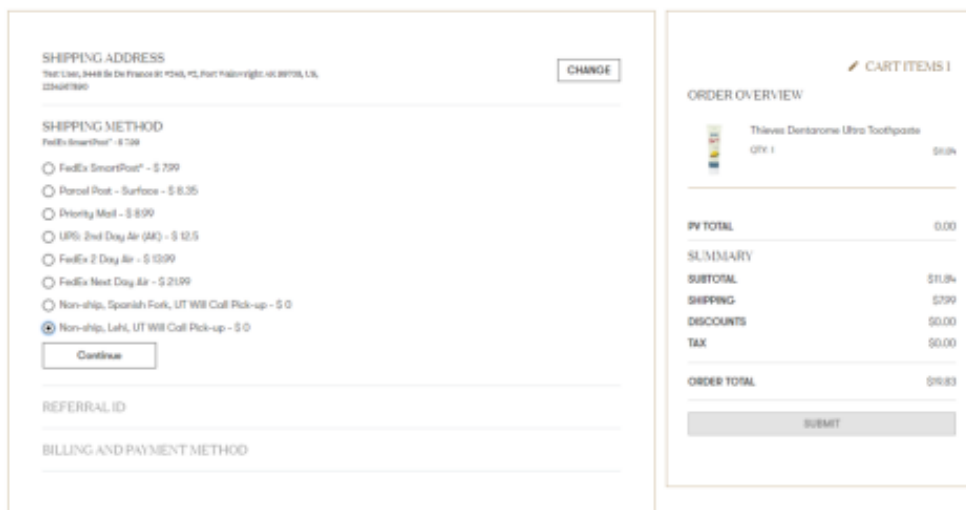 SHIPPING ADDRESS
Test User,
CHANGE
SHIPPING METHOD
FedEx SmartPost® - $ 7.99
FedEx SmartPost® - $ 7.99
Parcel Post - Surface - $ 8.35
Priority Mail - $ 8.99
UPS: 2nd Day Air (AK) - $ 12.5
FedEx 2 Day Air - $ 13.99
FedEx Next Day Air - $ 21.99
Non-ship, Spanish Fork, UT Will Call Pick-up - $ 0
Non-ship, Lehi, UT Will Call Pick-up - $ 0
Continue
REFERRAL ID
BILLING AND PAYMENT METHOD
CART ITEMS 1
ORDER OVERVIEW
Thieves Dentarome Ultra Toothpaste
QTY: 1
$11.84
PV TOTAL 0.00
SUMMARY
SUBTOTAL $11.84
SHIPPING $7.99
DISCOUNTS $0.00
TAX $0.00
ORDER TOTAL $19.83
SUBMIT